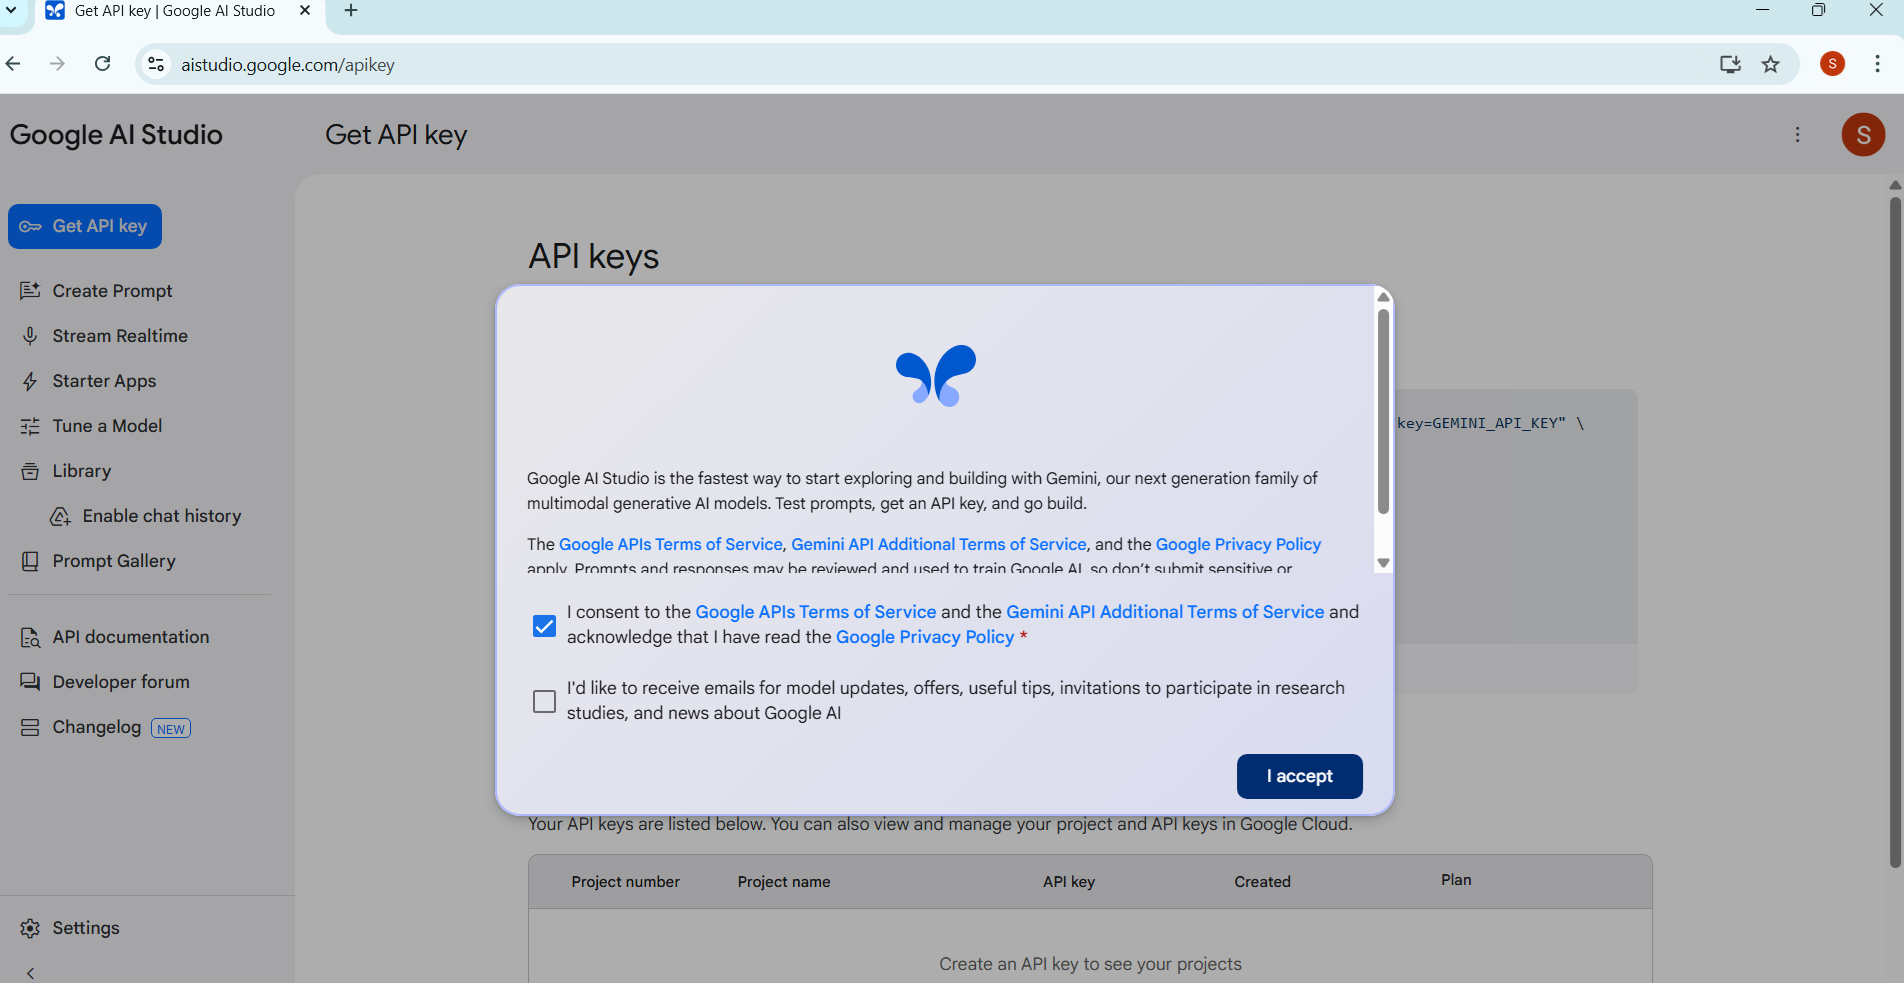 Get API key | Google AI Studio
aistudio.google.com/apikey
S
Google AI Studio
Get API key
S
Get API key
Create Prompt
Stream Realtime
Starter Apps
Tune a Model
Library
Enable chat history
Prompt Gallery
API documentation
Developer forum
Changelog NEW
Settings
API keys
key=GEMINI_API_KEY" \
Google AI Studio is the fastest way to start exploring and building with Gemini, our next generation family of
multimodal generative AI models. Test prompts, get an API key, and go build.
The Google APIs Terms of Service, Gemini API Additional Terms of Service, and the Google Privacy Policy
apply. Prompts and responses may be reviewed and used to train Google AI, so don't submit sensitive or
I consent to the Google APIs Terms of Service and the Gemini API Additional Terms of Service and
acknowledge that I have read the Google Privacy Policy *
I'd like to receive emails for model updates, offers, useful tips, invitations to participate in research
studies, and news about Google AI
I accept
Your API keys are listed below. You can also view and manage your project and API keys in Google Cloud.
Project number Project name API key Created Plan
Create an API key to see your projects